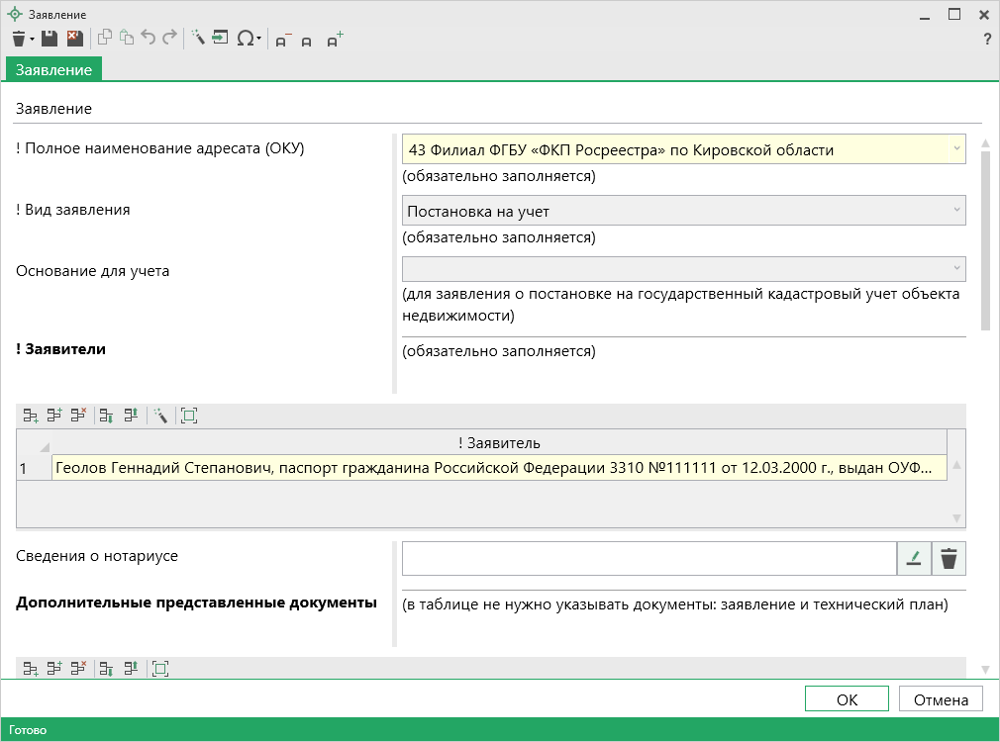 Заявление
?
Заявление
Заявление
! Полное наименование адресата (ОКУ)
43 Филиал ФГБУ «ФКП Росреестра» по Кировской области
(обязательно заполняется)
! Вид заявления
Постановка на учет
(обязательно заполняется)
Основание для учета
(для заявления о постановке на государственный кадастровый учет объекта
недвижимости)
! Заявители
(обязательно заполняется)
! Заявитель
1 Геолов Геннадий Степанович, паспорт гражданина Российской Федерации 3310 №111111 от 12.03.2000 г., выдан ОУФ...
Сведения о нотариусе
Дополнительные представленные документы
(в таблице не нужно указывать документы: заявление и технический план)
ОК
Отмена
Готово